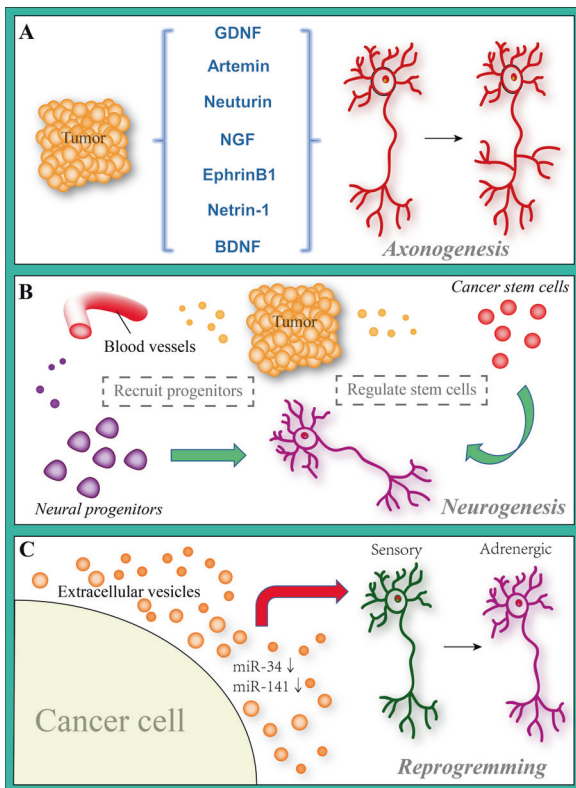 A
GDNF
Artemin
Neuturin
NGF
EphrinB1
Netrin-1
BDNF
Tumor
Axonogenesis
B
Cancer stem cells
Tumor
Blood vessels
Recruit progenitors
Regulate stem cells
Neural progenitors
Neurogenesis
C
Sensory
Adrenergic
Extracellular vesicles
miR-34 ↓
miR-141 ↓
Cancer cell
Reprogremming